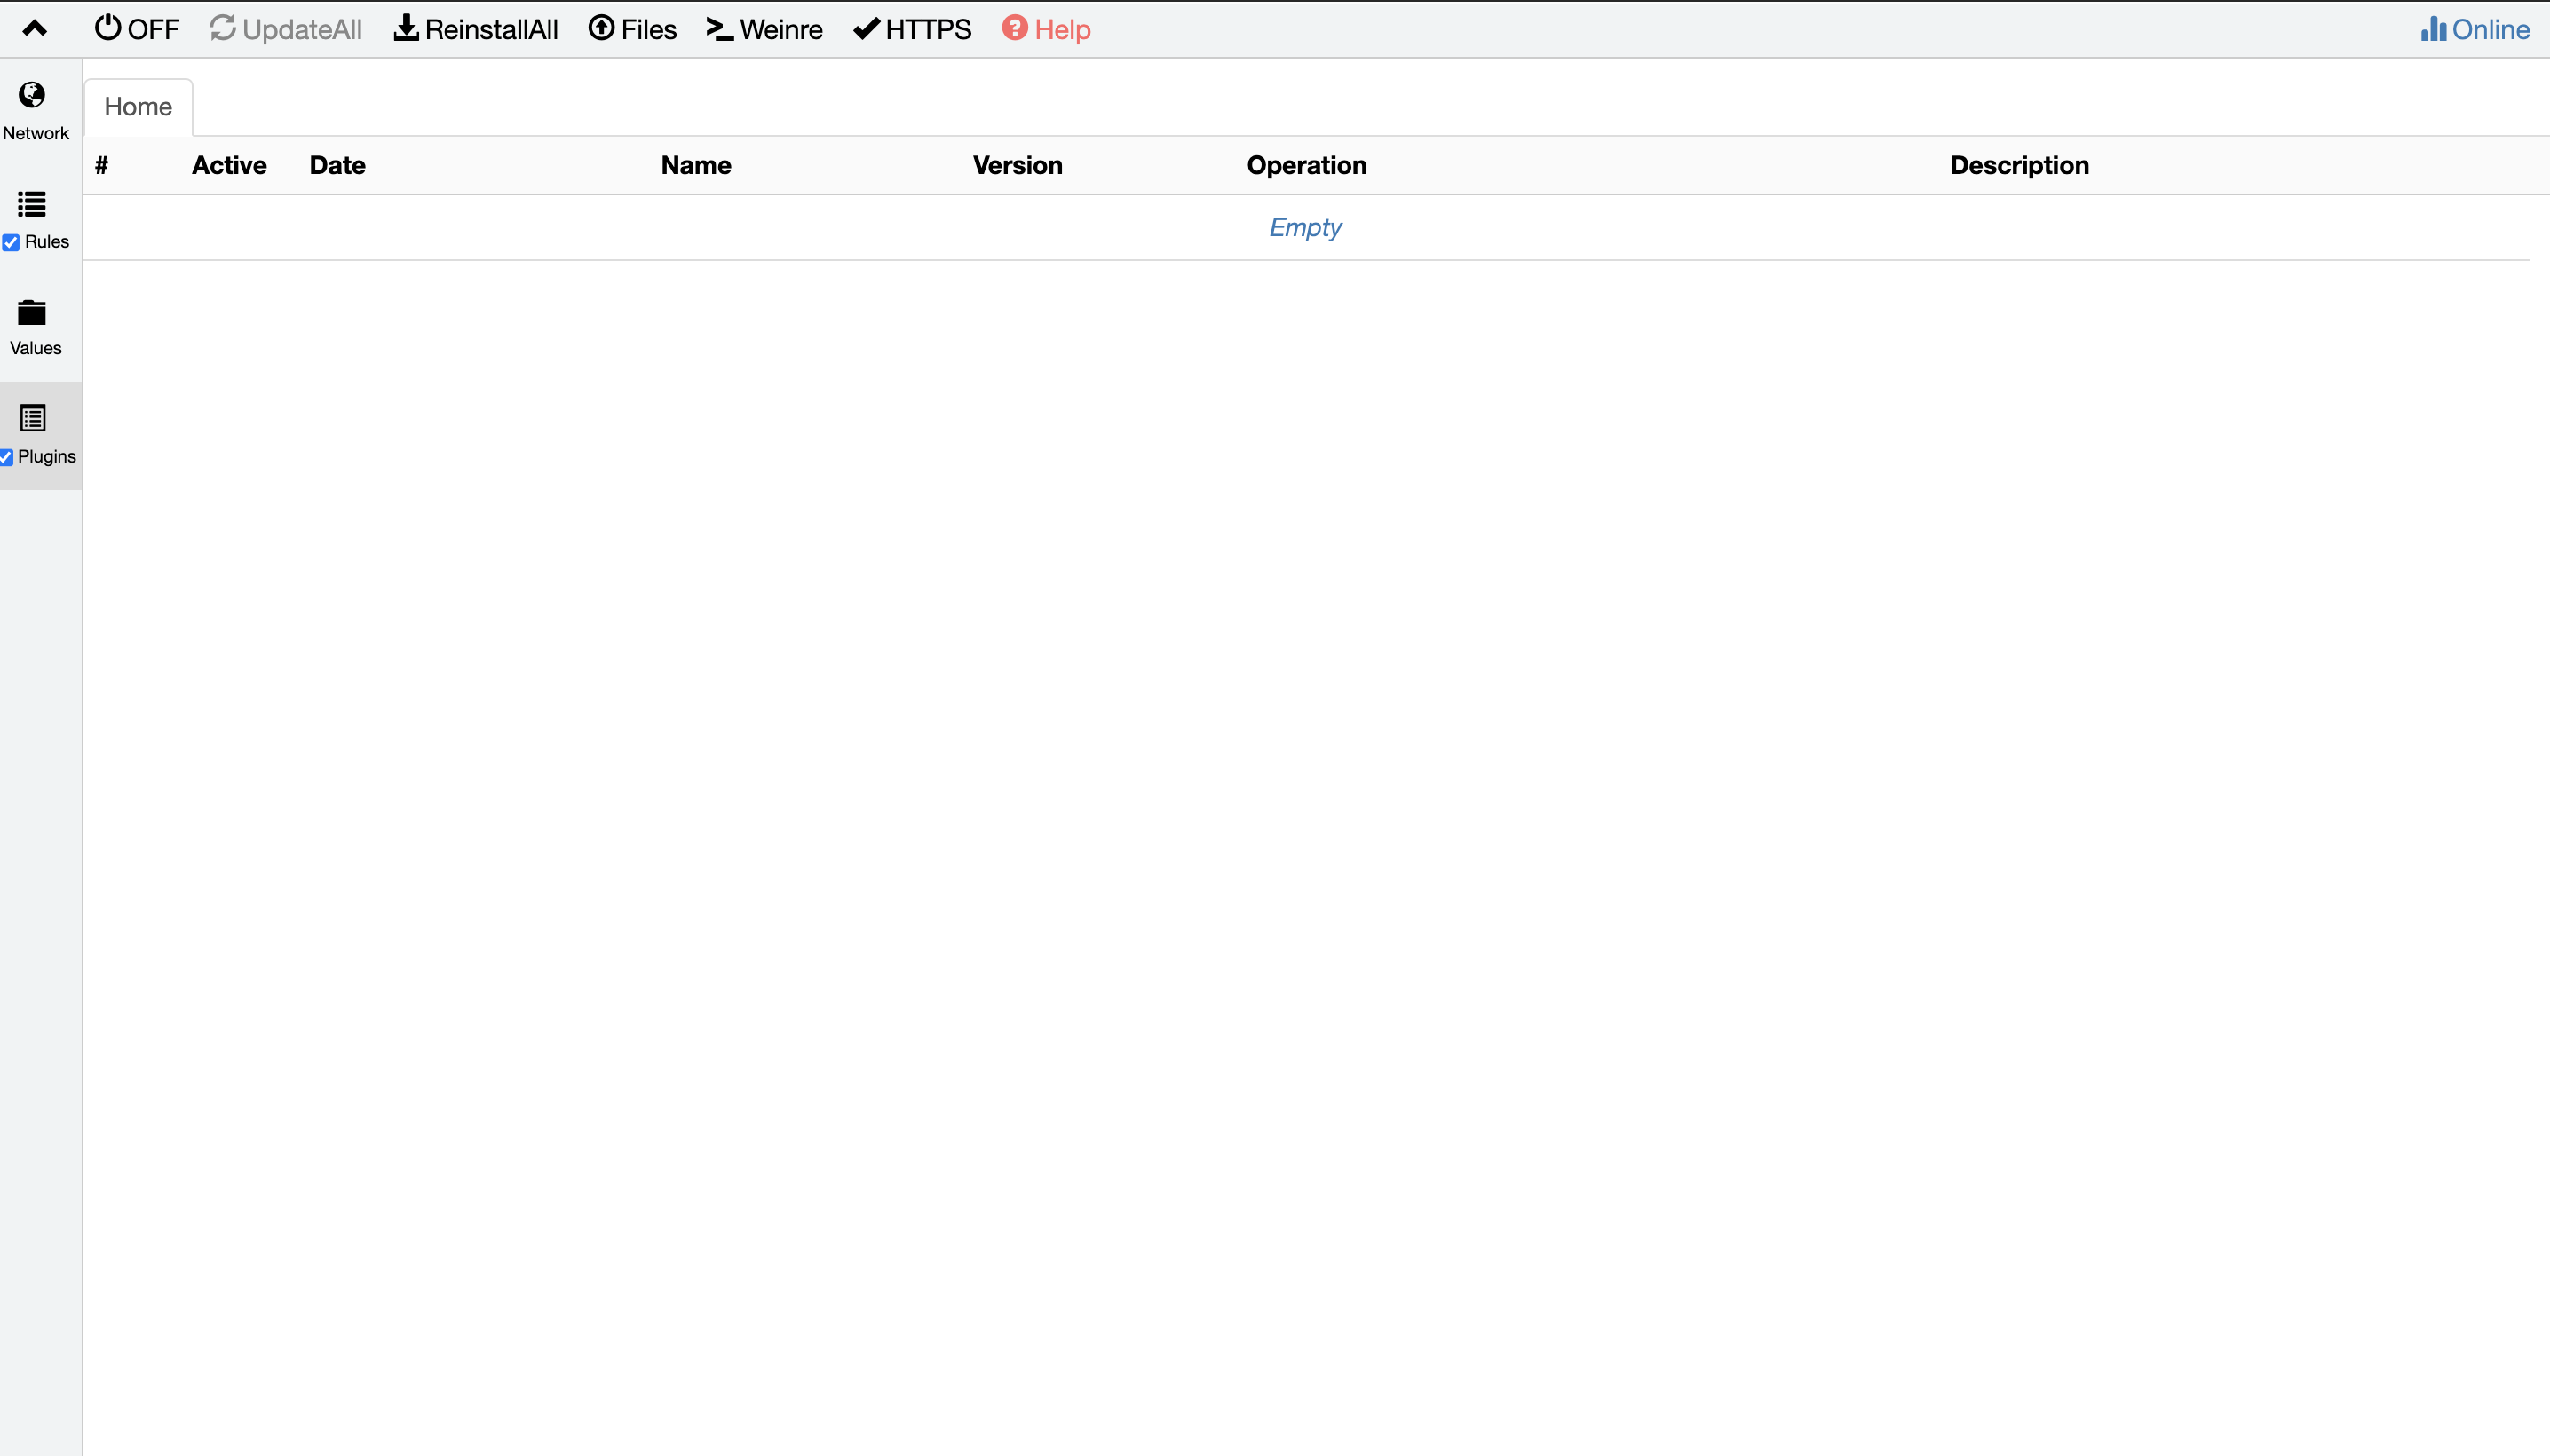 OFF UpdateAll ReinstallAll Files Weinre HTTPS Help Online
Network
Rules
Values
Plugins
Home
# Active Date Name Version Operation Description
Empty